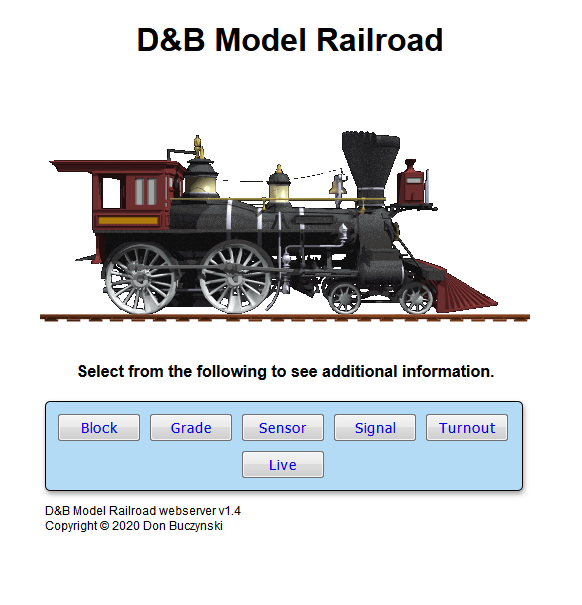 D&B Model Railroad
Select from the following to see additional information.
Block Grade Sensor Signal Turnout
Live
D&B Model Railroad webserver v1.4
Copyright © 2020 Don Buczynski